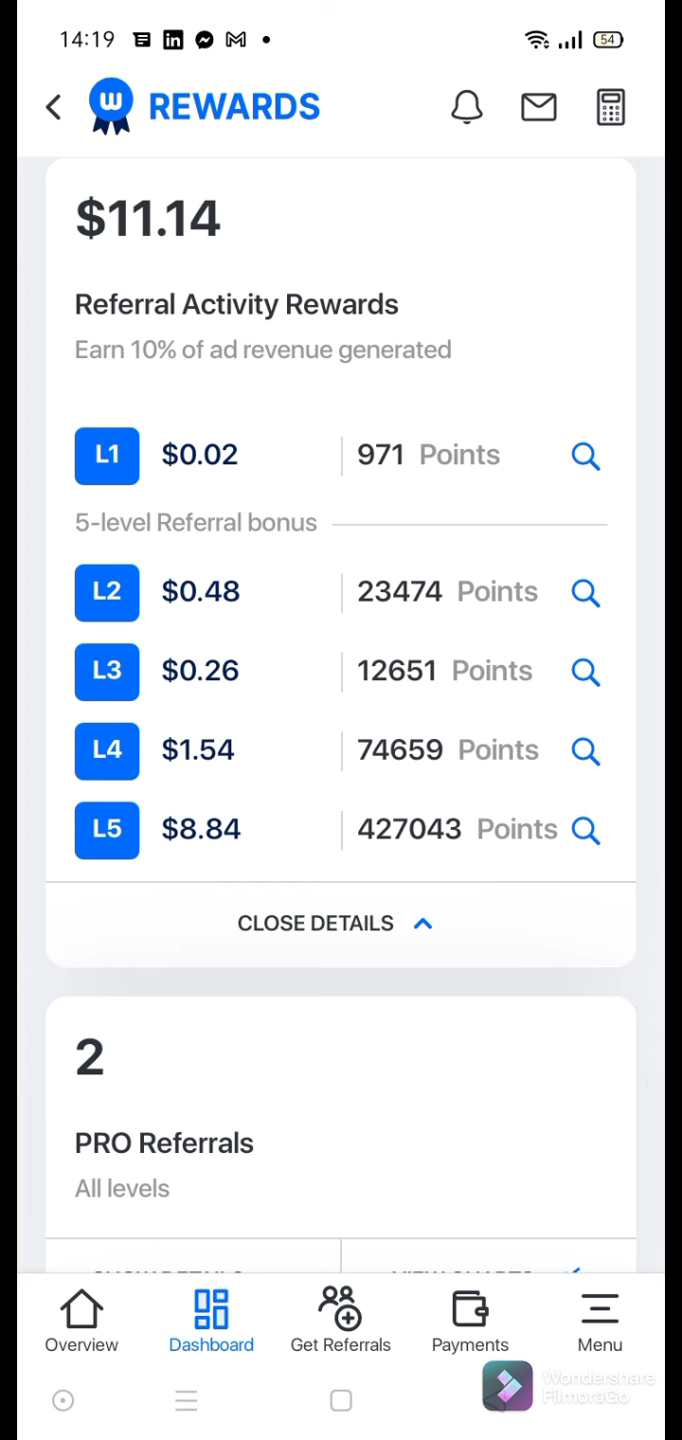 14:19
54
W REWARDS
$11.14
Referral Activity Rewards
Earn 10% of ad revenue generated
L1 $0.02 971 Points
5-level Referral bonus
L2 $0.48 23474 Points
L3 $0.26 12651 Points
L4 $1.54 74659 Points
L5 $8.84 427043 Points
CLOSE DETAILS
2
PRO Referrals
All levels
Overview Dashboard Get Referrals Payments Menu
Wondershare
FilmoraGo